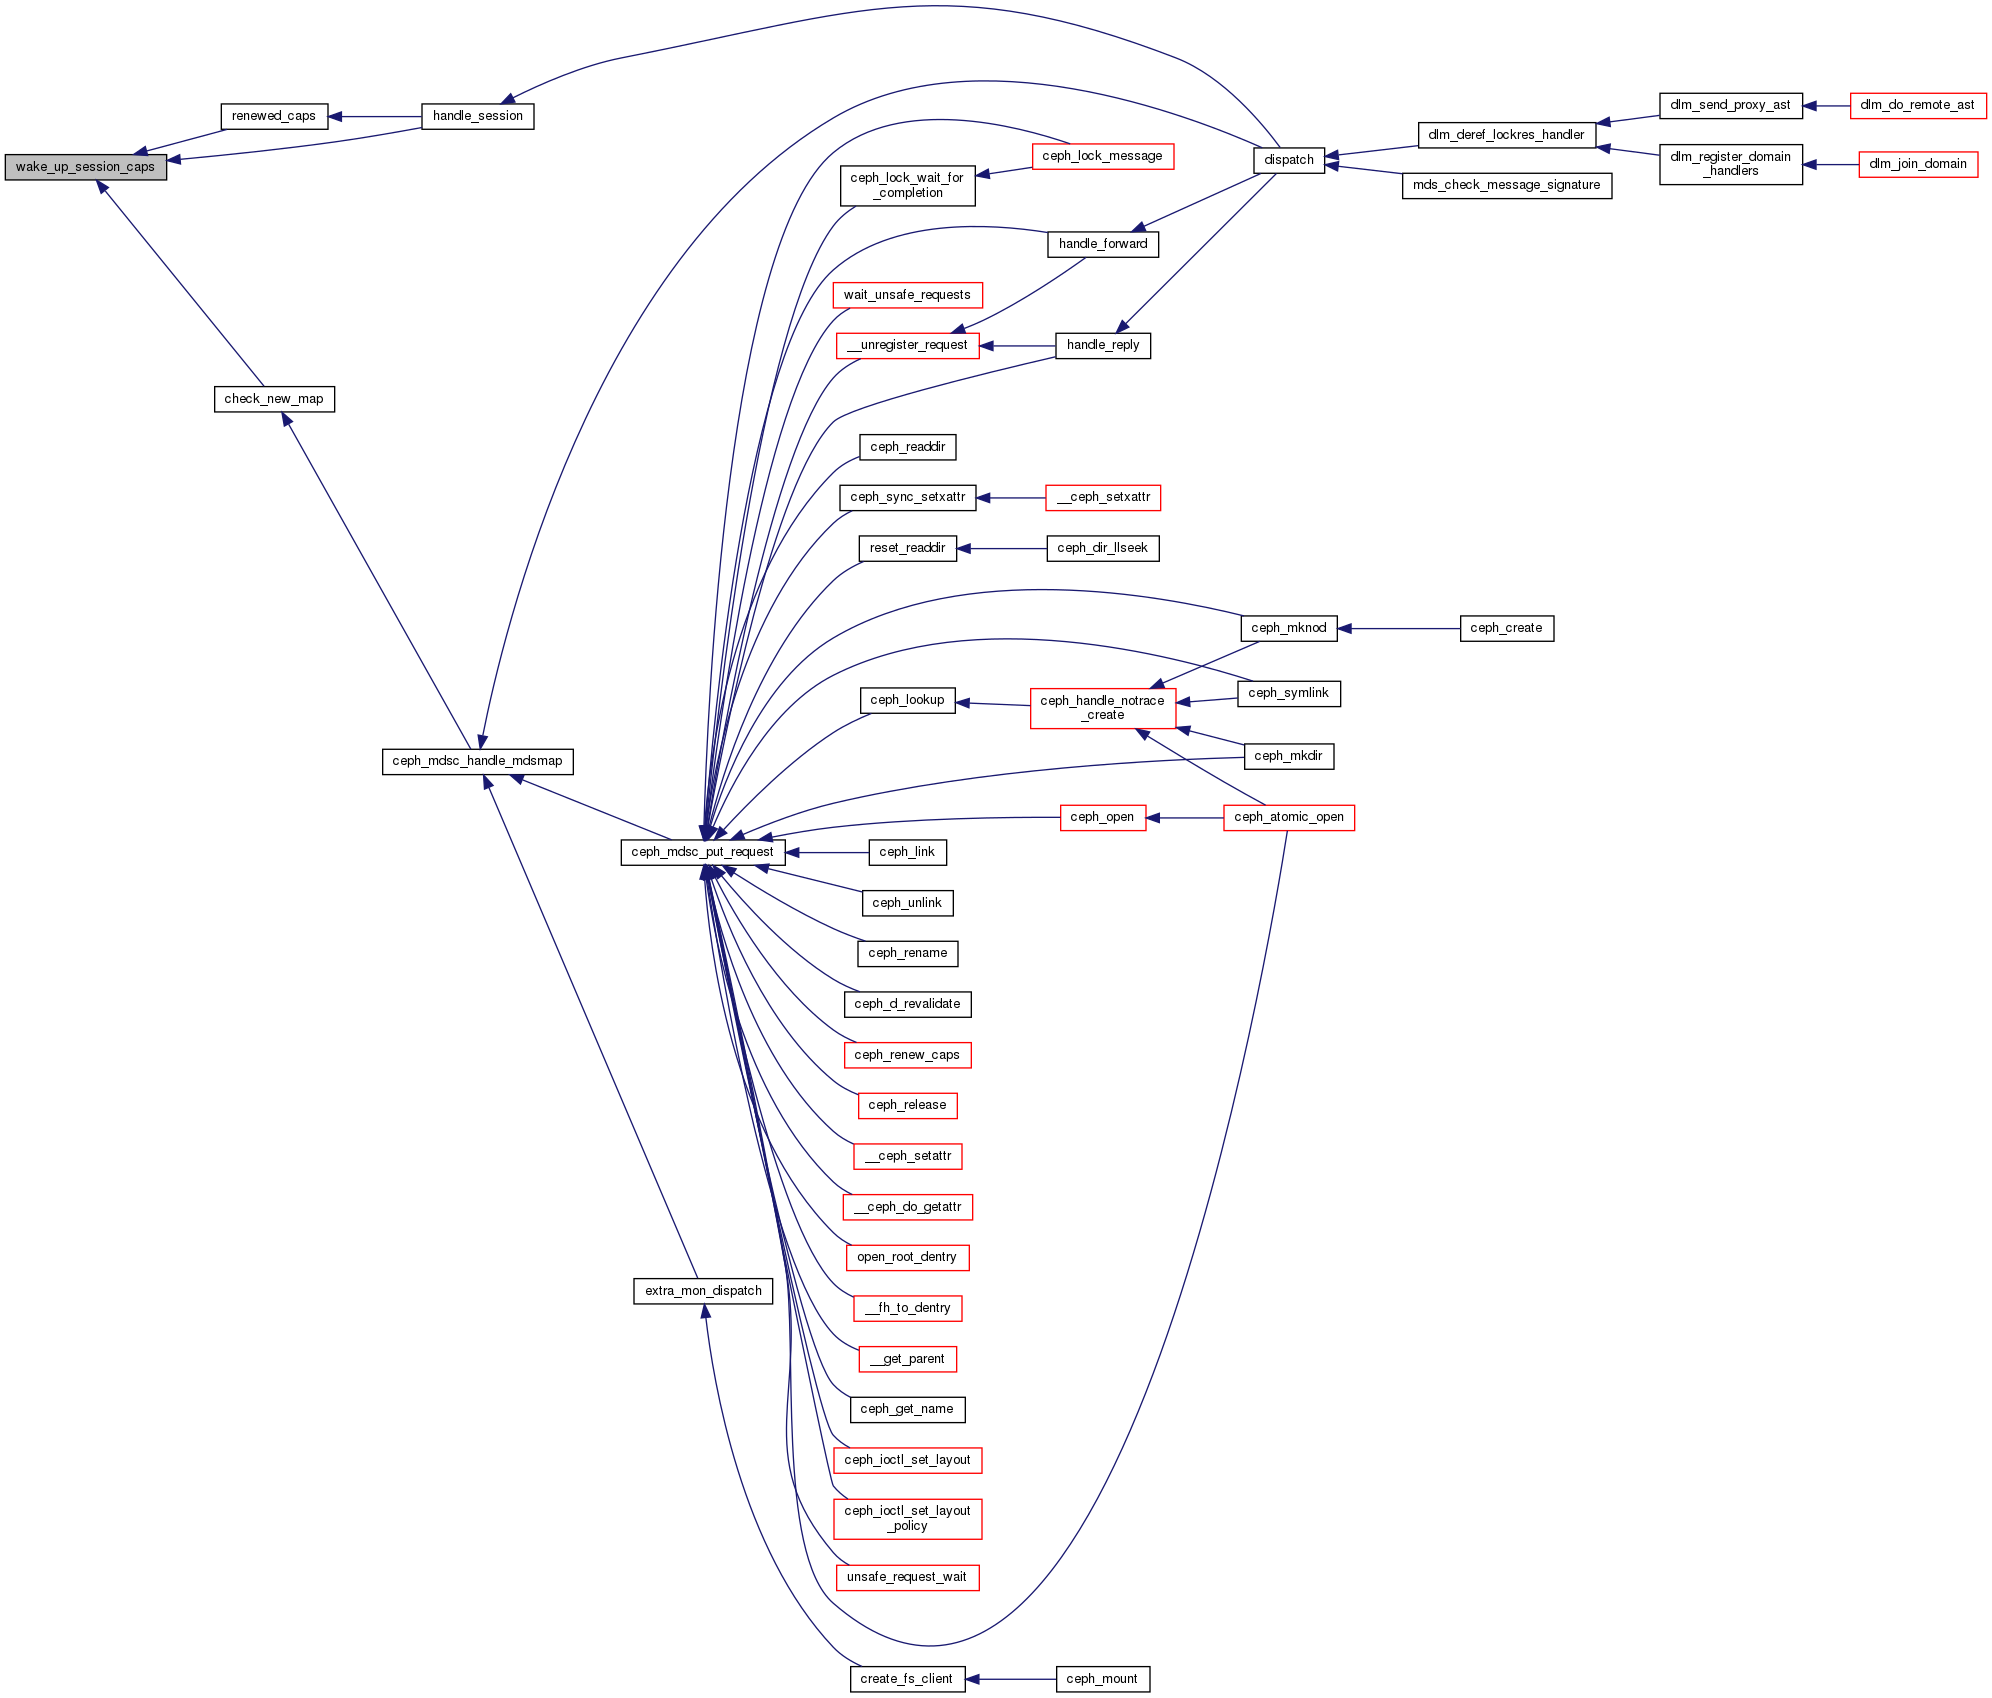 wake_up_session_caps
renewed_caps
handle_session
check_new_map
ceph_mdsc_handle_mdsmap
ceph_mdsc_put_request
extra_mon_dispatch
ceph_lock_message
ceph_lock_wait_for
_completion
handle_forward
wait_unsafe_requests
__unregister_request
handle_reply
ceph_readdir
ceph_sync_setxattr
__ceph_setxattr
reset_readdir
ceph_dir_llseek
ceph_lookup
ceph_handle_notrace
_create
ceph_open
ceph_link
ceph_unlink
ceph_rename
ceph_d_revalidate
ceph_renew_caps
ceph_release
__ceph_setattr
__ceph_do_getattr
open_root_dentry
__fh_to_dentry
__get_parent
ceph_get_name
ceph_ioctl_set_layout
ceph_ioctl_set_layout
_policy
unsafe_request_wait
create_fs_client
ceph_mount
dispatch
ceph_mknod
ceph_create
ceph_symlink
ceph_mkdir
ceph_atomic_open
dlm_deref_lockres_handler
mds_check_message_signature
dlm_send_proxy_ast
dlm_do_remote_ast
dlm_register_domain
_handlers
dlm_join_domain